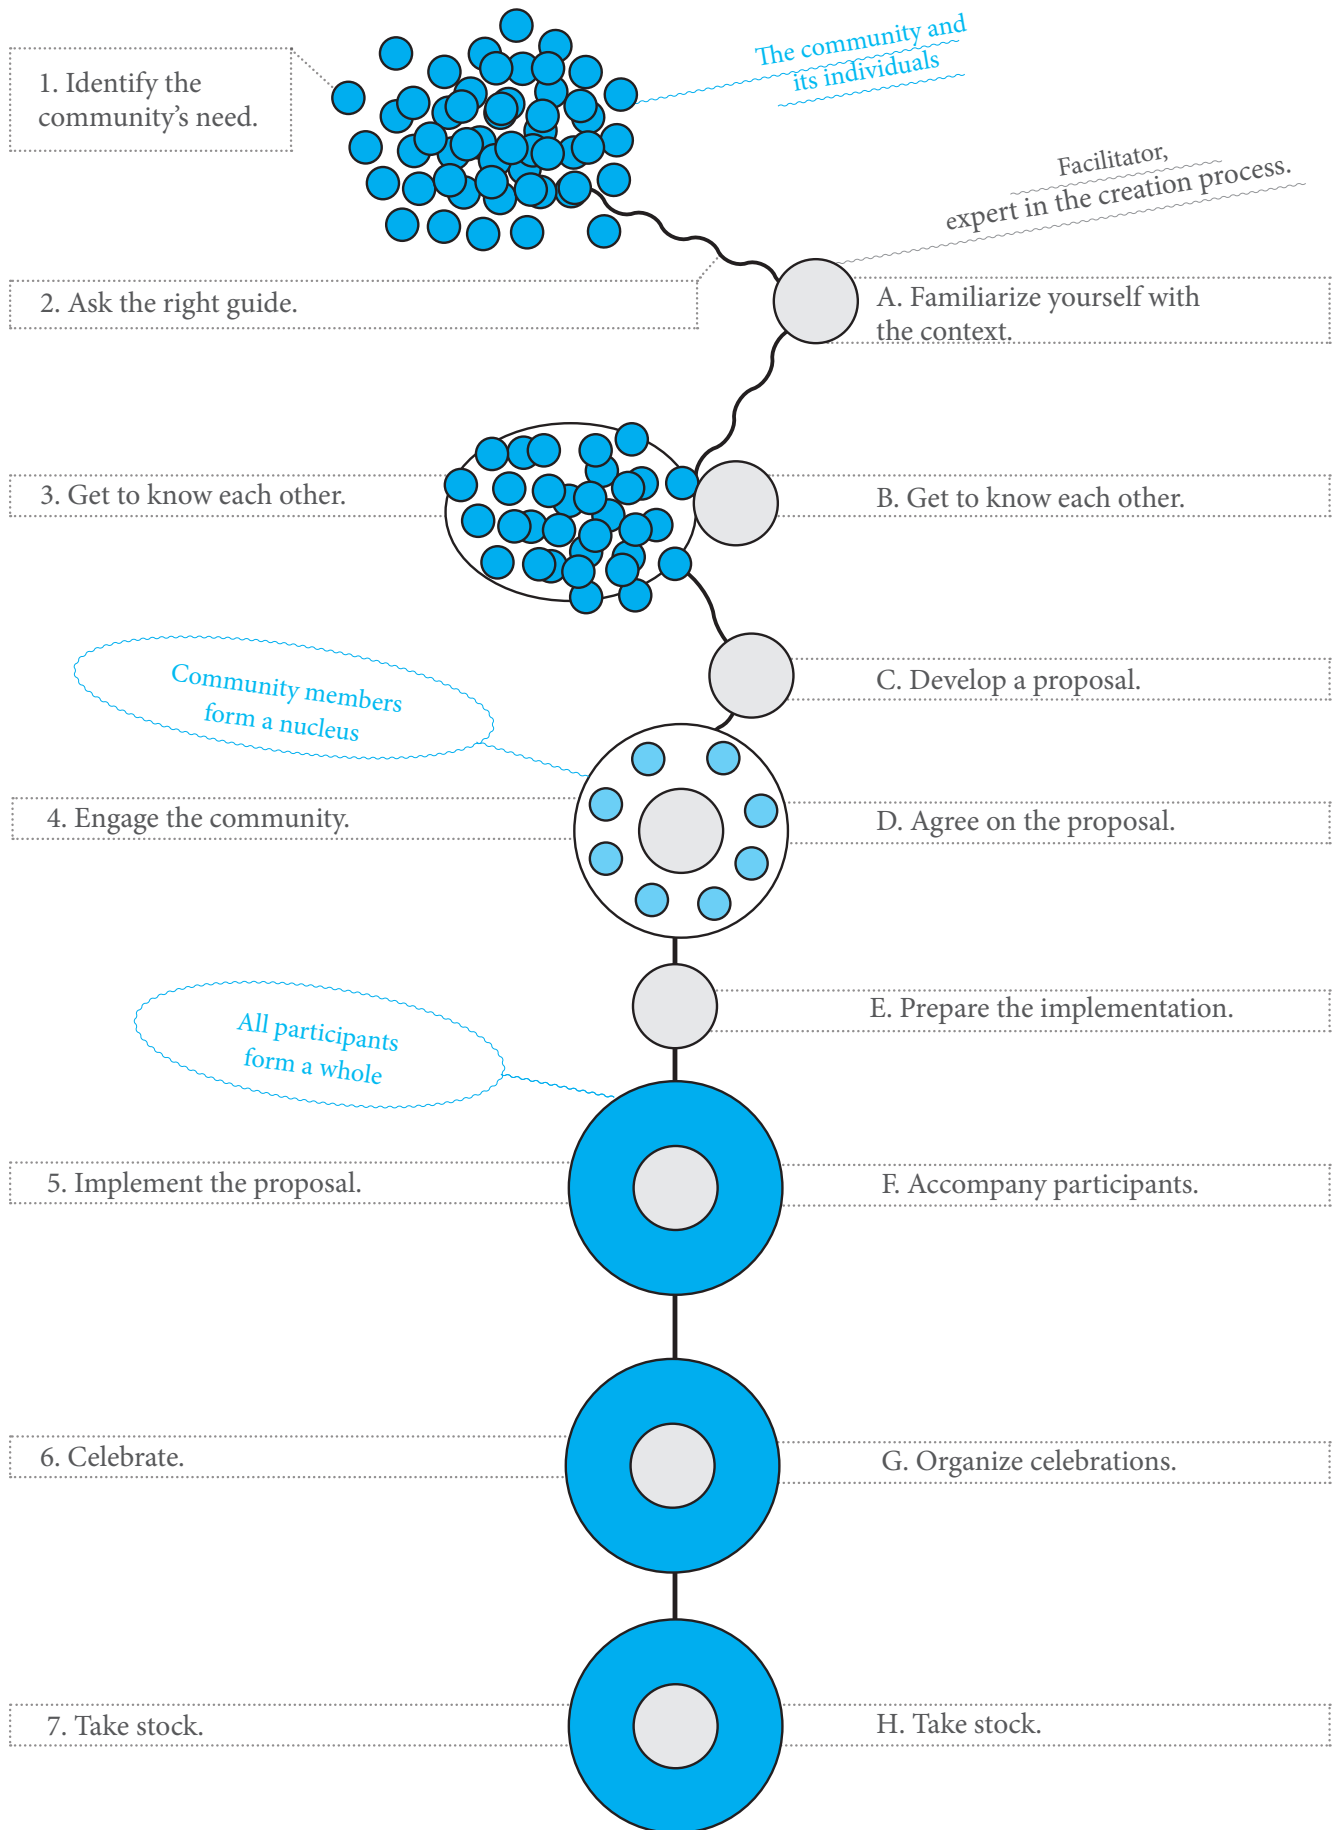 The community and
its individuals
1. Identify the
community's need.
Facilitator,
expert in the creation process.
2. Ask the right guide.
A. Familiarize yourself with
the context.
3. Get to know each other.
B. Get to know each other.
Community members
form a nucleus
C. Develop a proposal.
4. Engage the community.
D. Agree on the proposal.
All participants
form a whole
E. Prepare the implementation.
5. Implement the proposal.
F. Accompany participants.
6. Celebrate.
G. Organize celebrations.
7. Take stock.
H. Take stock.